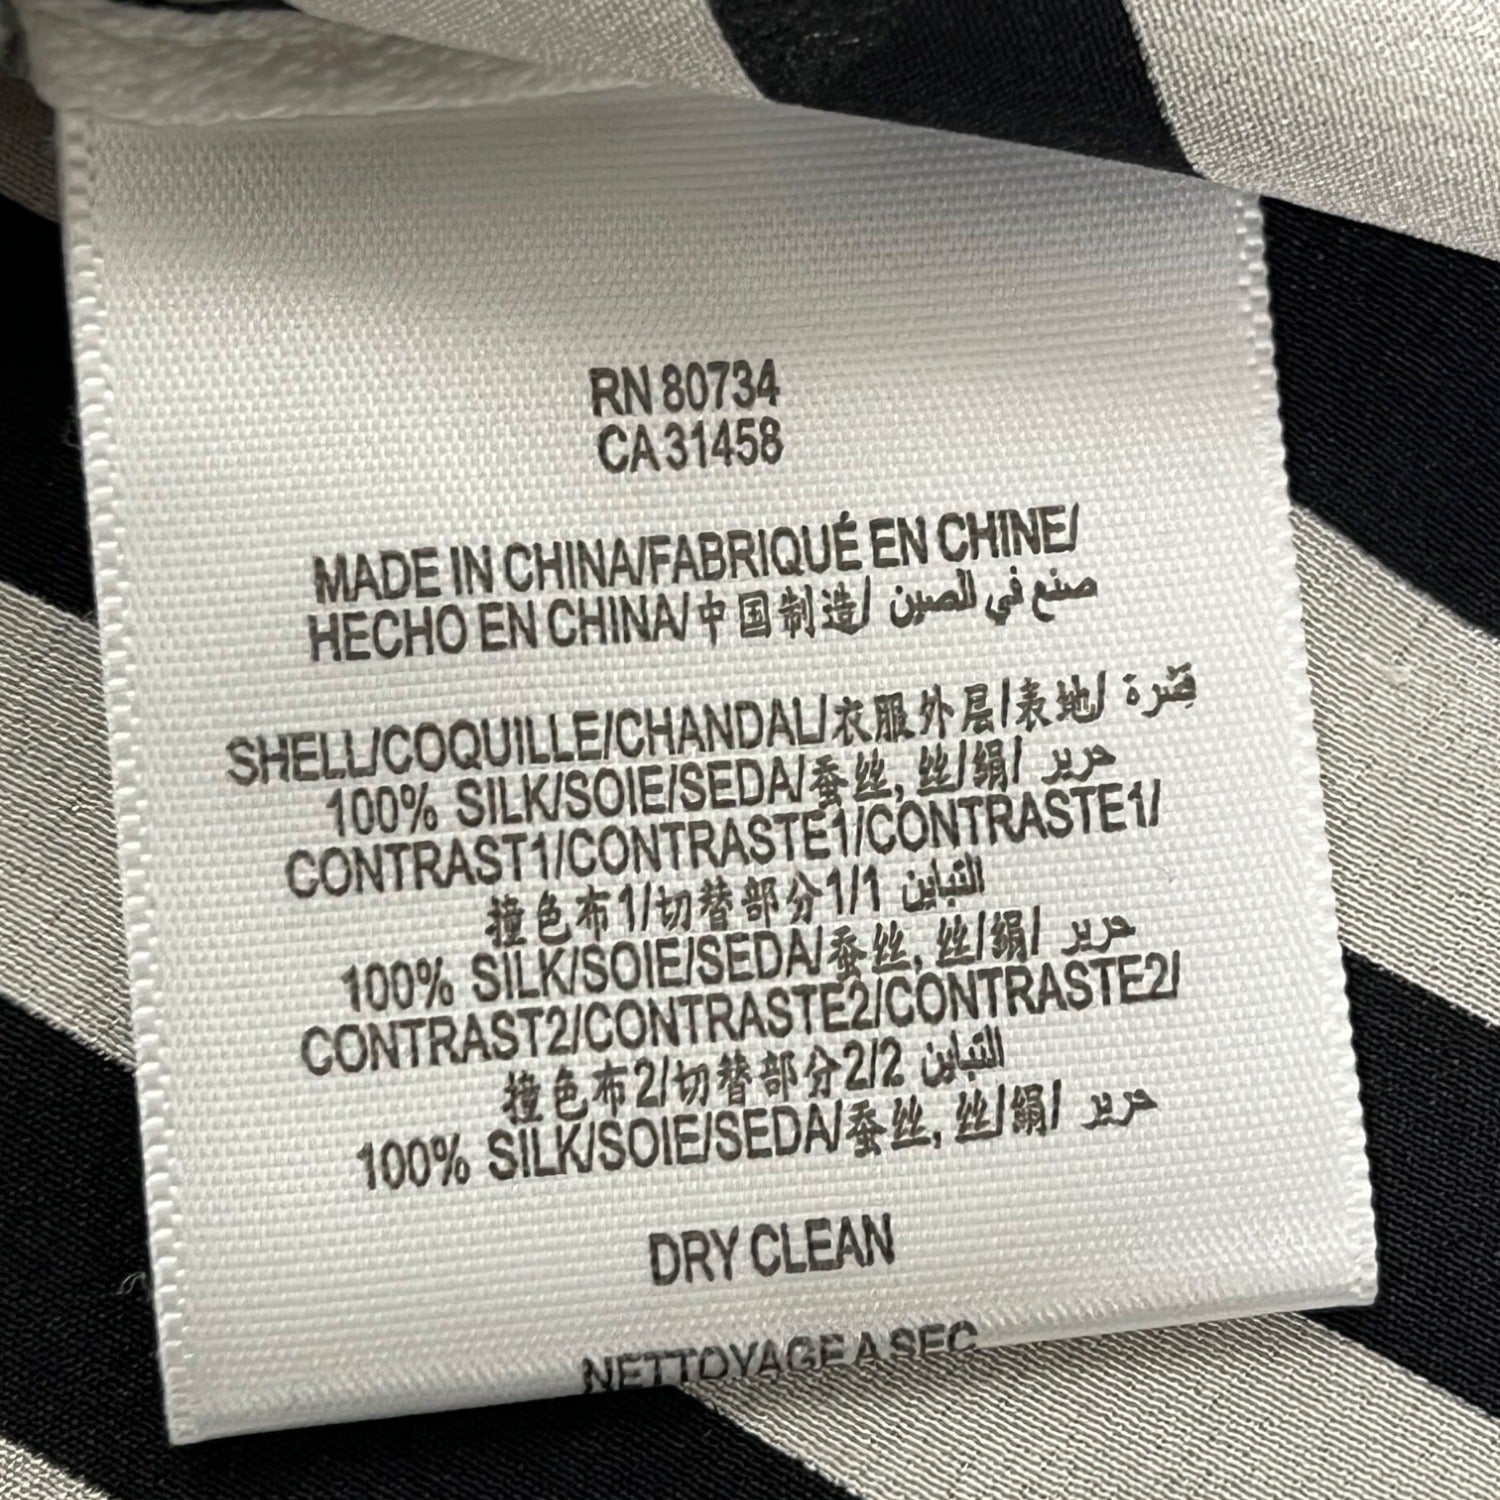 RN 80734
CA 31458
MADE IN CHINA/FABRIQUÉ EN CHINE/
HECHO EN CHINA/中国制造/ صنع في الصين
SHELL/COQUILLE/CHANDAL/衣服外层/表地/ قشرة
100% SILK/SOIE/SEDA/蚕丝, 丝/絹/ حرير
CONTRAST1/CONTRASTE1/CONTRASTE1/
撞色布1/切替部分1/1 التباين
100% SILK/SOIE/SEDA/蚕丝, 丝/絹/ حرير
CONTRAST2/CONTRASTE2/CONTRASTE2/
撞色布2/切替部分2/2 التباين
100% SILK/SOIE/SEDA/蚕丝, 丝/絹/ حرير
DRY CLEAN
NETTOYAGE A SEC